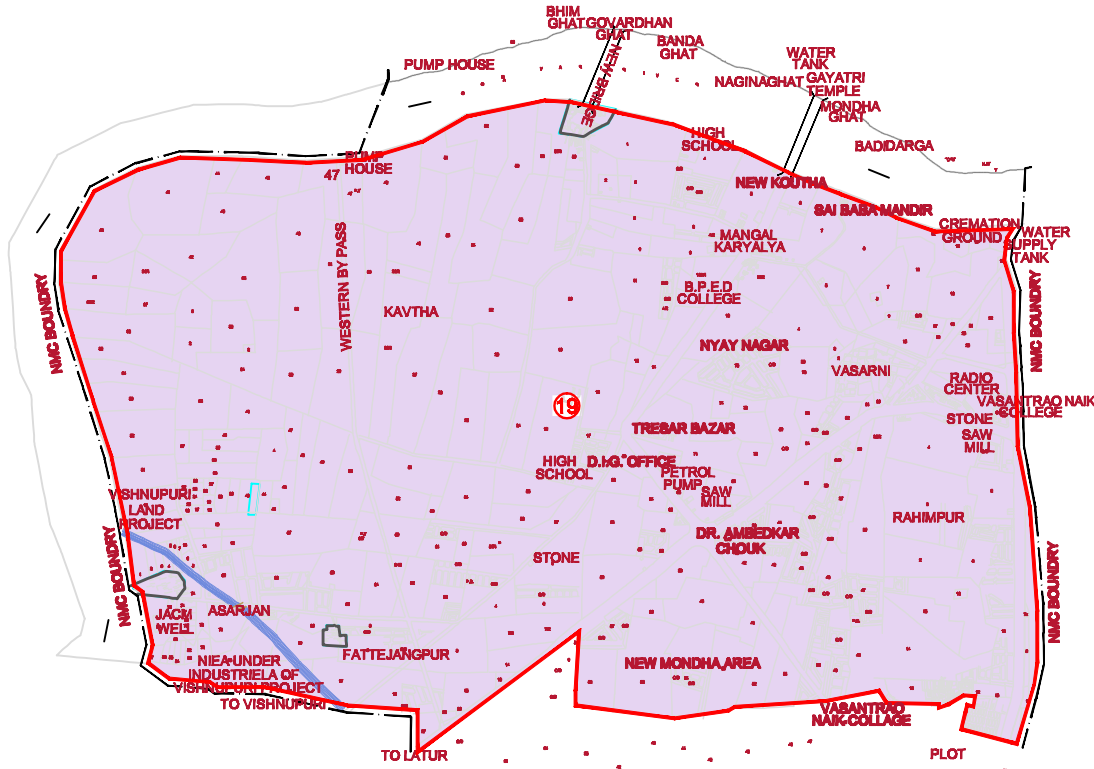 BHIM
GHAT
GOVARDHAN
GHAT
BANDA
GHAT
NEW BRIDGE
WATER
TANK
PUMP HOUSE
NAGINAGHAT
GAYATRI
TEMPLE
MONDHA
GHAT
HIGH
SCHOOL
BADIDARGA
PUMP
HOUSE
47
NEW KOUTHA
SAI BABA MANDIR
CREMATION
GROUND
WATER
SUPPLY
TANK
MANGAL
KARYALYA
WESTERN BY PASS
NMC BOUNDRY
NMC BOUNDRY
B.P.E.D
COLLEGE
KAVTHA
NYAY NAGAR
VASARNI
RADIO
CENTER
VASANTRAO NAIK
COLLEGE
19
STONE
SAW
MILL
TRESAR BAZAR
HIGH
SCHOOL
D.I.G. OFFICE
PETROL
PUMP
SAW
MILL
VISHNUPURI
LAND
PROJECT
RAHIMPUR
DR. AMBEDKAR
CHOUK
STONE
NMC BOUNDRY
NMC BOUNDRY
JACM
WELL
ASARJAN
FATTEJANGPUR
NIEA-UNDER
INDUSTRIELA OF
VISHNUPURI PROJECT
NEW MONDHA AREA
TO VISHNUPURI
VASANTRAO
NAIK-COLLAGE
TO LATUR
PLOT